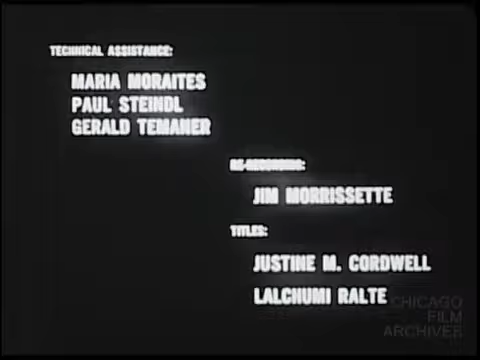 TECHNICAL ASSISTANCE:
MARIA MORAITES
PAUL STEINDL
GERALD TEMANER
RE-RECORDING:
JIM MORRISSETTE
TITLES:
JUSTINE M. CORDWELL
LALCHUMI RALTE
CHICAGO
FILM
ARCHIVES